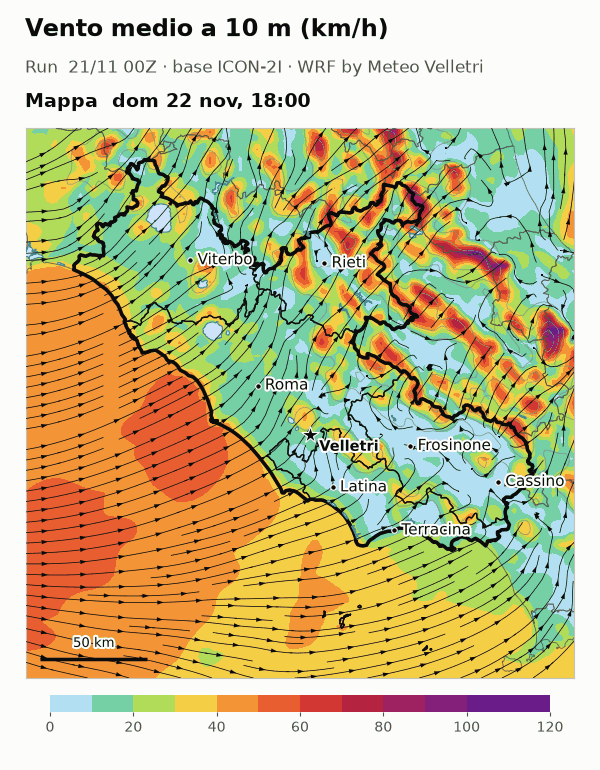 Vento medio a 10 m (km/h)
Run  21/11 00Z · base ICON-2I · WRF by Meteo Velletri
Mappa  dom 22 nov, 18:00
Viterbo
Rieti
Roma
Velletri
Frosinone
Latina
Cassino
Terracina
50 km
0 20 40 60 80 100 120